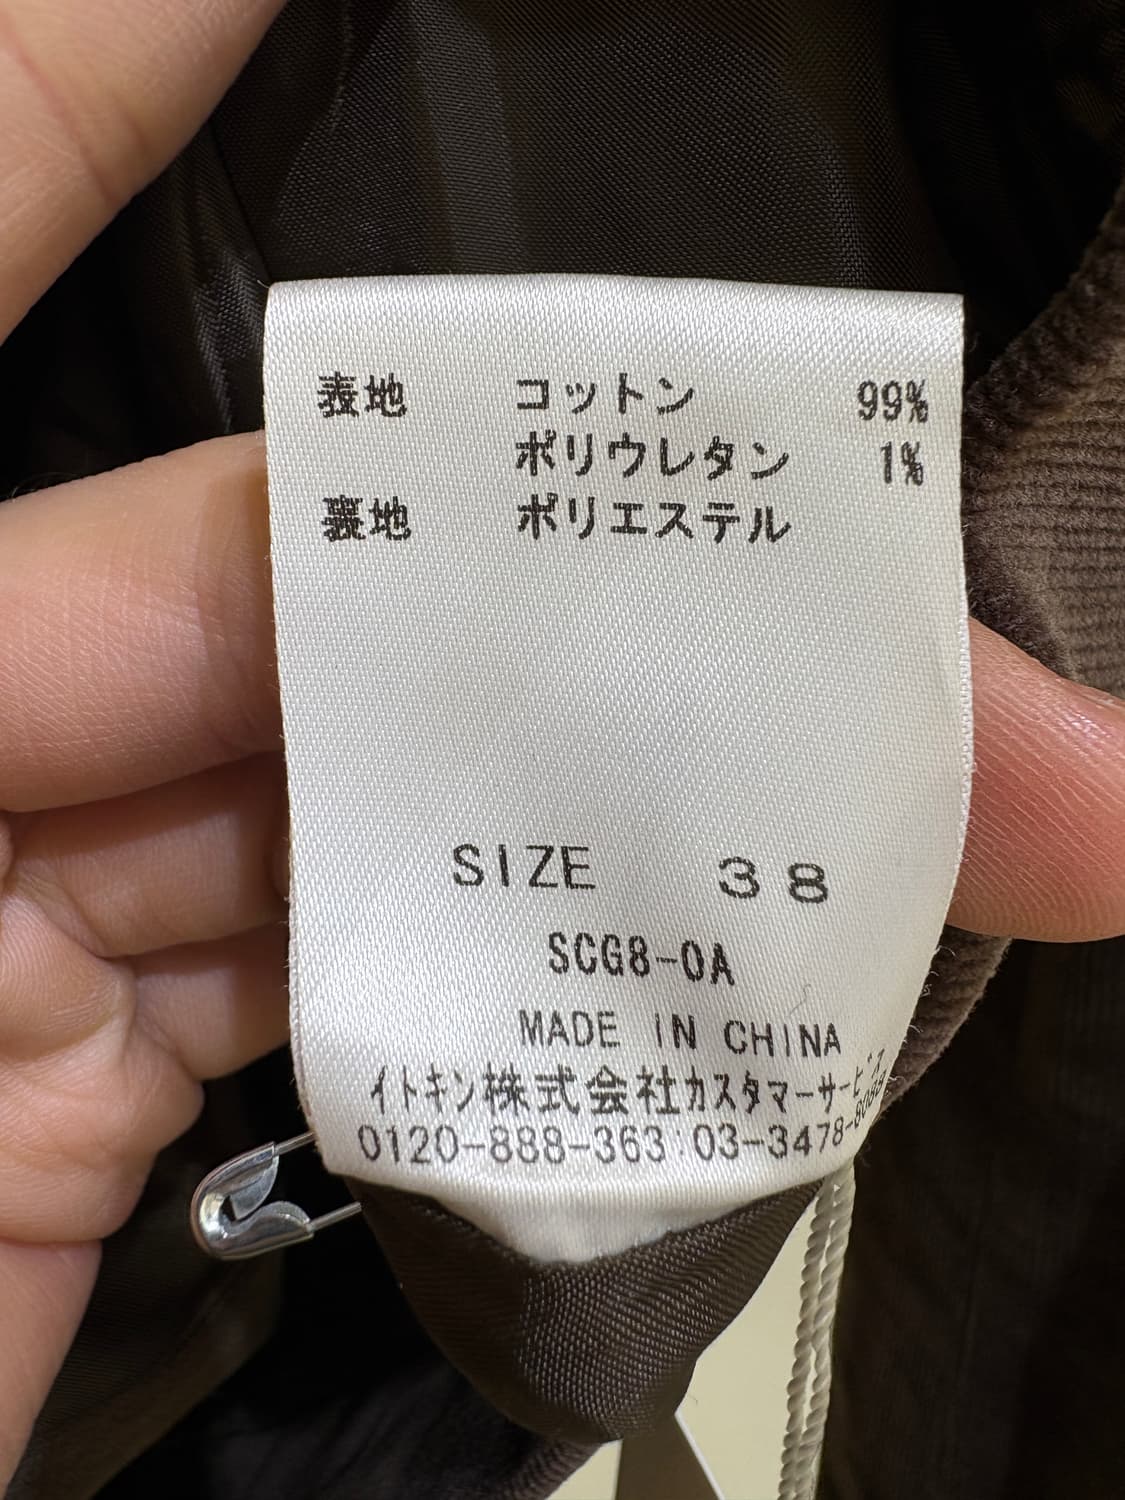 表地 コットン 99%
ポリウレタン 1%
裏地 ポリエステル
SIZE 38
SCG8-0A
MADE IN CHINA
イトキン株式会社カスタマーサービス
0120-888-363:03-3478-8088